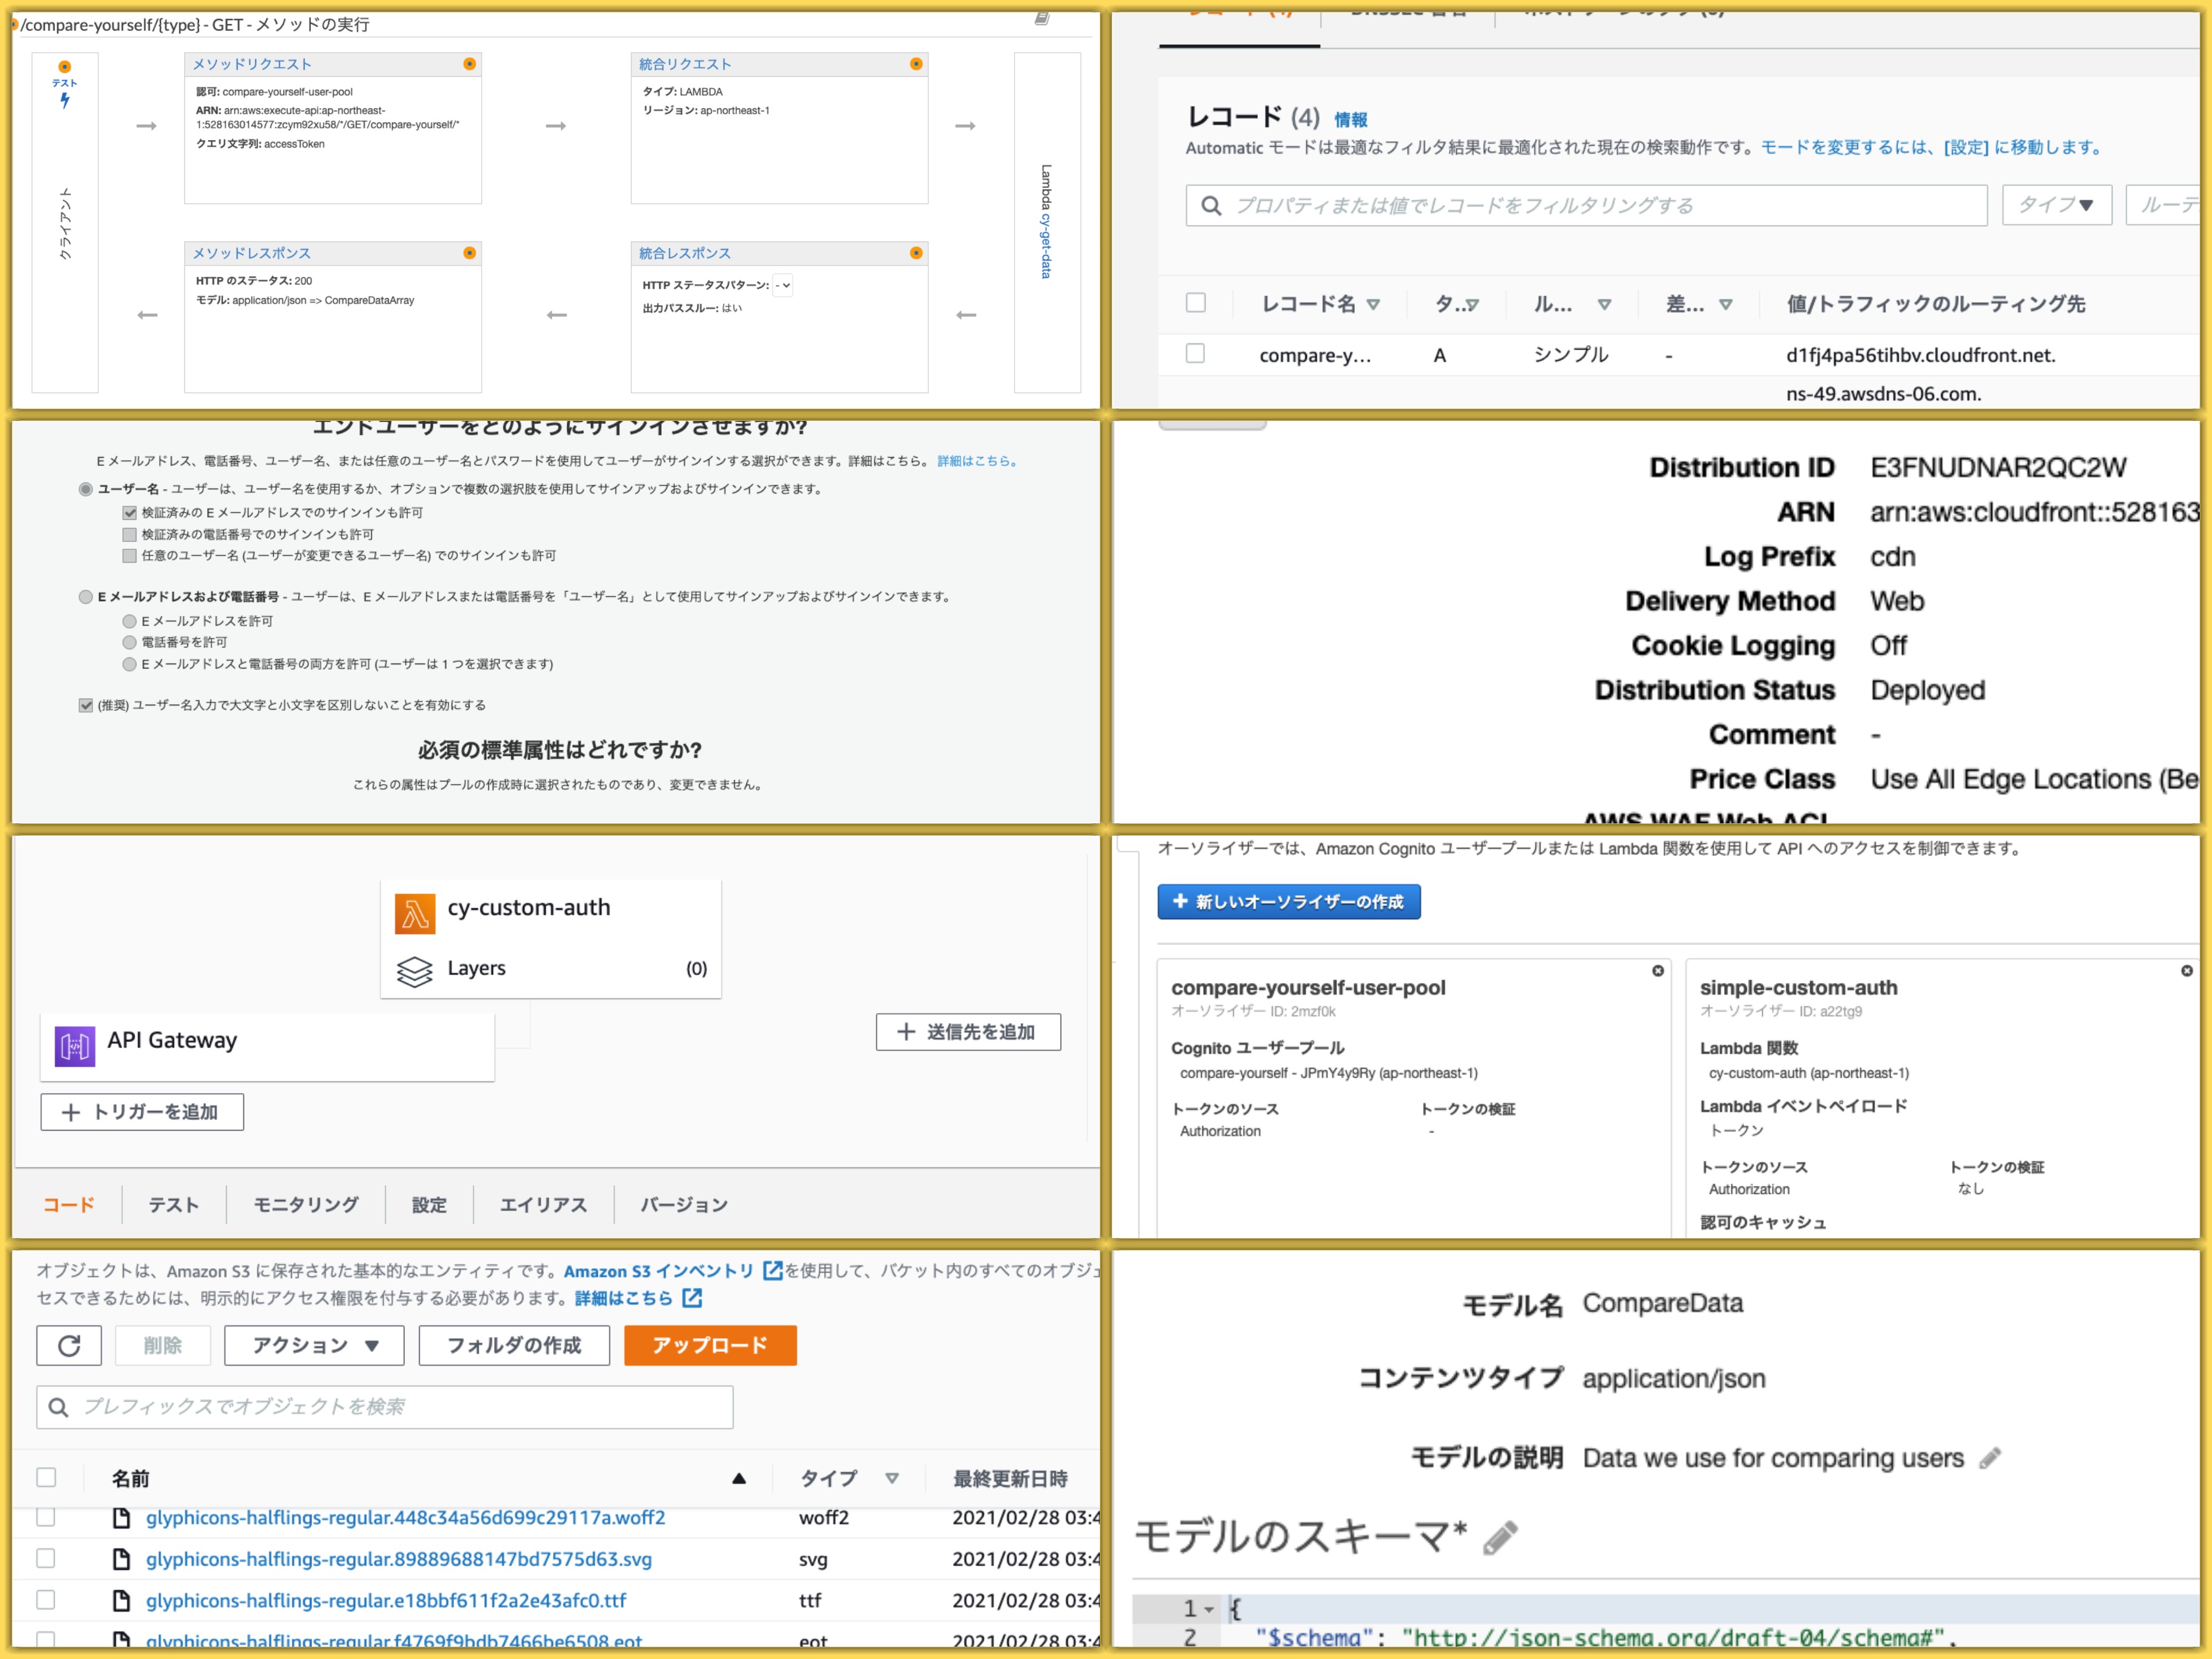 /compare-yourself/{type} - GET - メソッドの実行
テスト
クライアント
メソッドリクエスト
認可: compare-yourself-user-pool
ARN: arn:aws:execute-api:ap-northeast-
1:528163014577:zcym92xu58/*/GET/compare-yourself/*
クエリ文字列: accessToken
統合リクエスト
タイプ: LAMBDA
リージョン: ap-northeast-1
Lambda cy-get-data
メソッドレスポンス
HTTP のステータス: 200
モデル: application/json => CompareDataArray
統合レスポンス
HTTP ステータスパターン: -
出力パススルー: はい
レコード (4) 情報
Automatic モードは最適なフィルタ結果に最適化された現在の検索動作です。モードを変更するには、[設定] に移動します。
プロパティまたは値でレコードをフィルタリングする
タイプ▼
ルーテ
レコード名 タ... ル... 差... 値/トラフィックのルーティング先
compare-y... A シンプル - d1fj4pa56tihbv.cloudfront.net.
ns-49.awsdns-06.com.
エンドユーザーをどのようにサインインさせますか?
E メールアドレス、電話番号、ユーザー名、または任意のユーザー名とパスワードを使用してユーザーがサインインする選択ができます。詳細はこちら。 詳細はこちら。
ユーザー名 - ユーザーは、ユーザー名を使用するか、オプションで複数の選択肢を使用してサインアップおよびサインインできます。
検証済みの E メールアドレスでのサインインも許可
検証済みの電話番号でのサインインも許可
任意のユーザー名 (ユーザーが変更できるユーザー名) でのサインインも許可
E メールアドレスおよび電話番号 - ユーザーは、E メールアドレスまたは電話番号を「ユーザー名」として使用してサインアップおよびサインインできます。
E メールアドレスを許可
電話番号を許可
E メールアドレスと電話番号の両方を許可 (ユーザーは 1 つを選択できます)
(推奨) ユーザー名入力で大文字と小文字を区別しないことを有効にする
必須の標準属性はどれですか?
これらの属性はプールの作成時に選択されたものであり、変更できません。
Distribution ID E3FNUDNAR2QC2W
ARN arn:aws:cloudfront::528163
Log Prefix cdn
Delivery Method Web
Cookie Logging Off
Distribution Status Deployed
Comment -
Price Class Use All Edge Locations (Be
AWS WAF Web ACL
cy-custom-auth
Layers (0)
API Gateway
+ 送信先を追加
+ トリガーを追加
コード テスト モニタリング 設定 エイリアス バージョン
オーソライザーでは、Amazon Cognito ユーザープールまたは Lambda 関数を使用して API へのアクセスを制御できます。
+ 新しいオーソライザーの作成
compare-yourself-user-pool
オーソライザー ID: 2mzf0k
Cognito ユーザープール
compare-yourself - JPmY4y9Ry (ap-northeast-1)
トークンのソース トークンの検証
Authorization -
simple-custom-auth
オーソライザー ID: a22tg9
Lambda 関数
cy-custom-auth (ap-northeast-1)
Lambda イベントペイロード
トークン
トークンのソース トークンの検証
Authorization なし
認可のキャッシュ
オブジェクトは、Amazon S3 に保存された基本的なエンティティです。Amazon S3 インベントリ を使用して、バケット内のすべてのオブジェ
セスできるためには、明示的にアクセス権限を付与する必要があります。詳細はこちら
削除 アクション ▼ フォルダの作成 アップロード
プレフィックスでオブジェクトを検索
名前 ▲ タイプ 最終更新日時
glyphicons-halflings-regular.448c34a56d699c29117a.woff2 woff2 2021/02/28 03:4
glyphicons-halflings-regular.89889688147bd7575d63.svg svg 2021/02/28 03:4
glyphicons-halflings-regular.e18bbf611f2a2e43afc0.ttf ttf 2021/02/28 03:4
glyphicons-halflings-regular.f4769f9bdb7466be6508.eot eot 2021/02/28 03:4
モデル名 CompareData
コンテンツタイプ application/json
モデルの説明 Data we use for comparing users
モデルのスキーマ*
1 {
2 "$schema": "http://json-schema.org/draft-04/schema#",